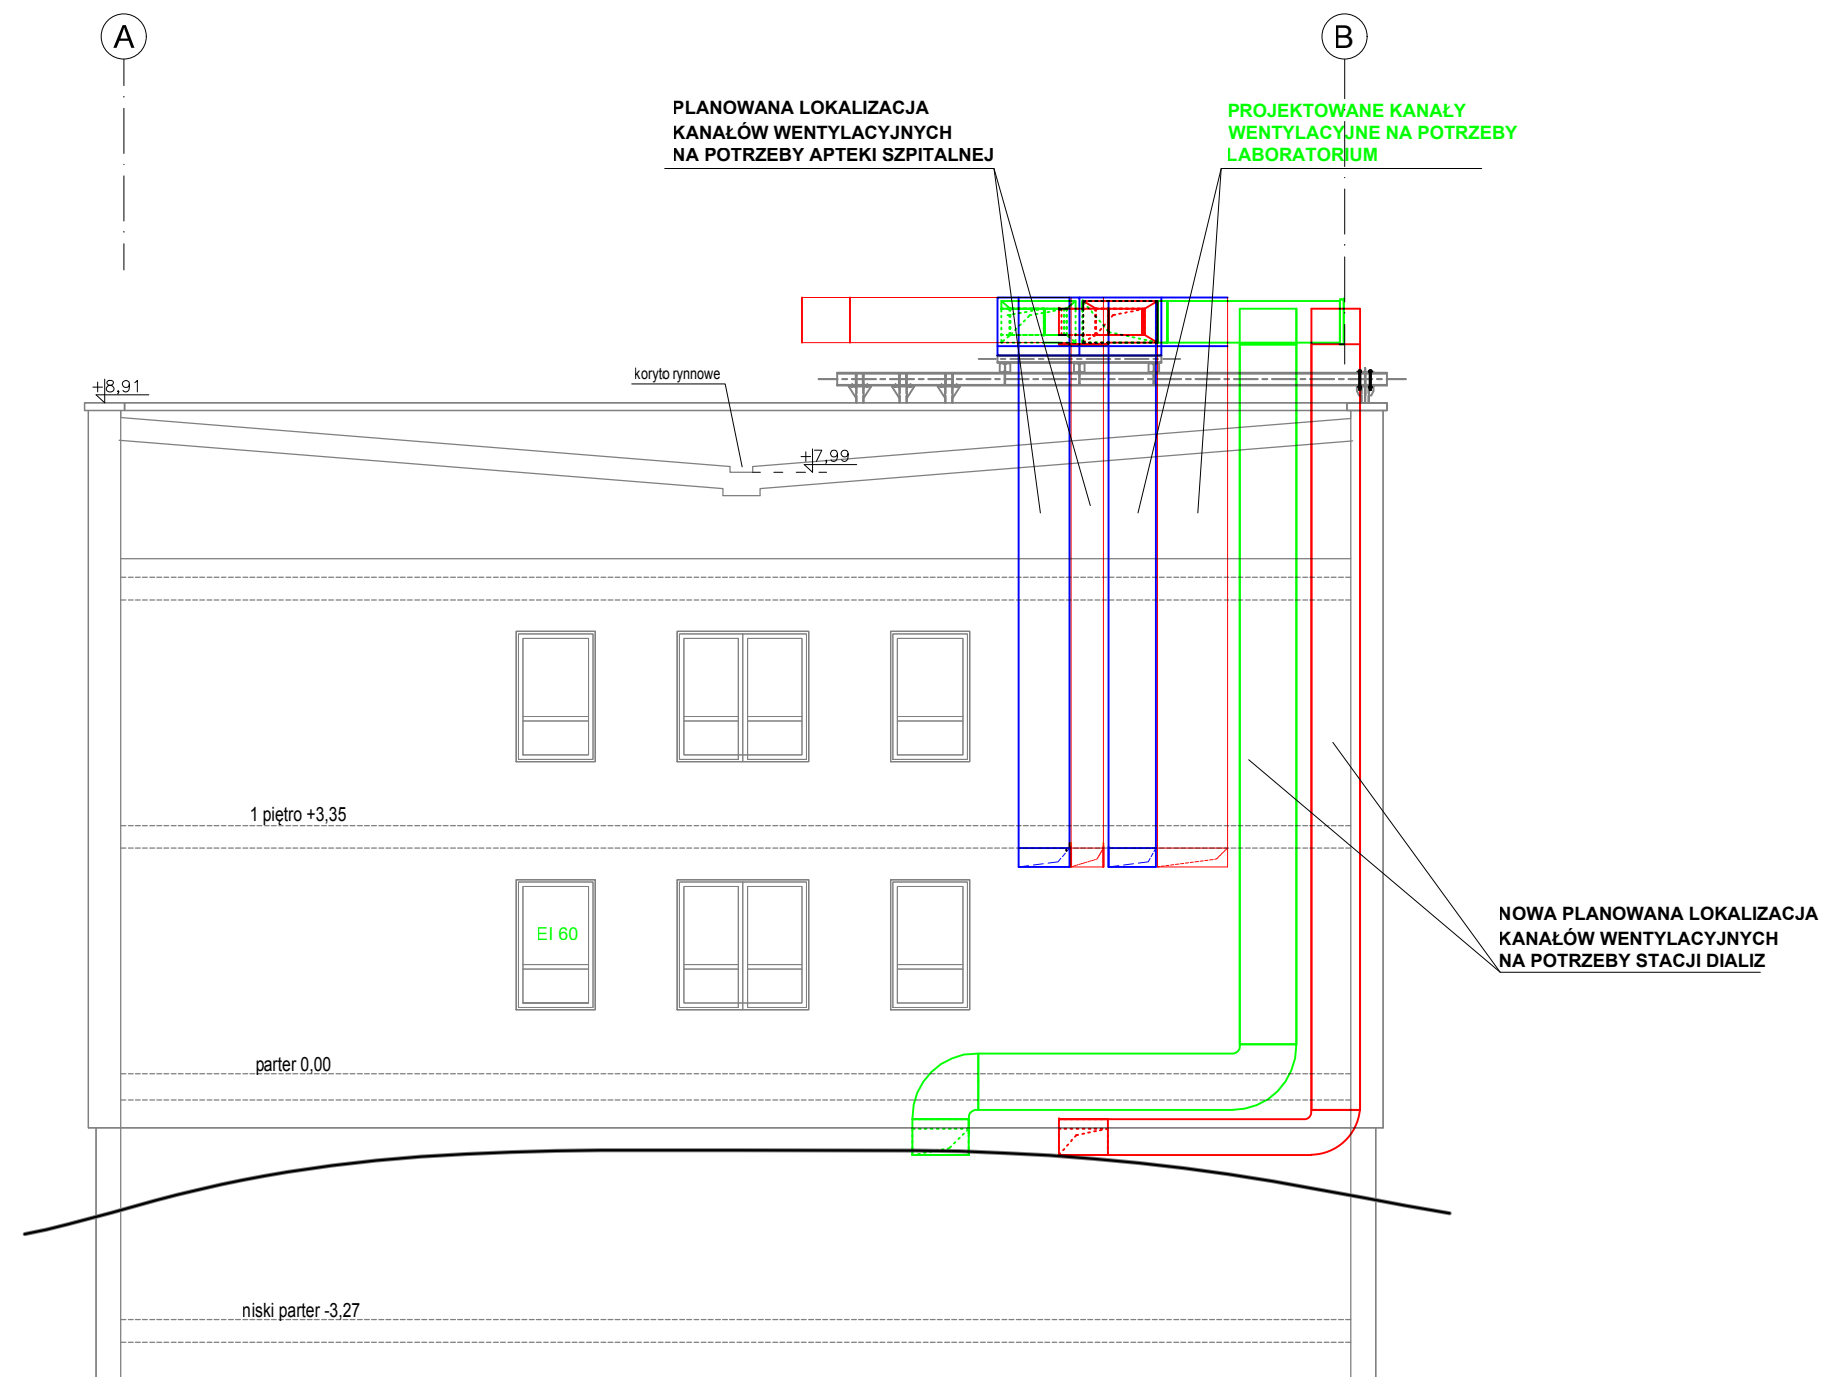 A
B
PLANOWANA LOKALIZACJA
KANAŁÓW WENTYLACYJNYCH
NA POTRZEBY APTEKI SZPITALNEJ
PROJEKTOWANE KANAŁY
WENTYLACYJNE NA POTRZEBY
LABORATORIUM
koryto rynnowe
+8,91
+7,99
1 piętro +3,35
EI 60
NOWA PLANOWANA LOKALIZACJA
KANAŁÓW WENTYLACYJNYCH
NA POTRZEBY STACJI DIALIZ
parter 0,00
niski parter -3,27